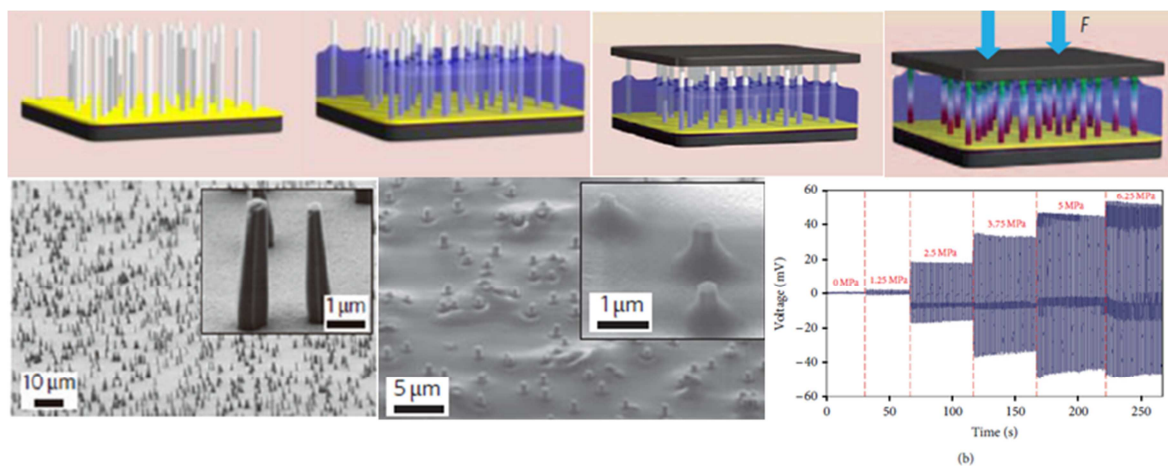 F
1 µm
10 µm
1 µm
5 µm
Voltage (mV)
60
40
20
0
−20
−40
−60
0 MPa
1.25 MPa
2.5 MPa
3.75 MPa
5 MPa
6.25 MPa
0
50
100
150
200
250
Time (s)
(b)